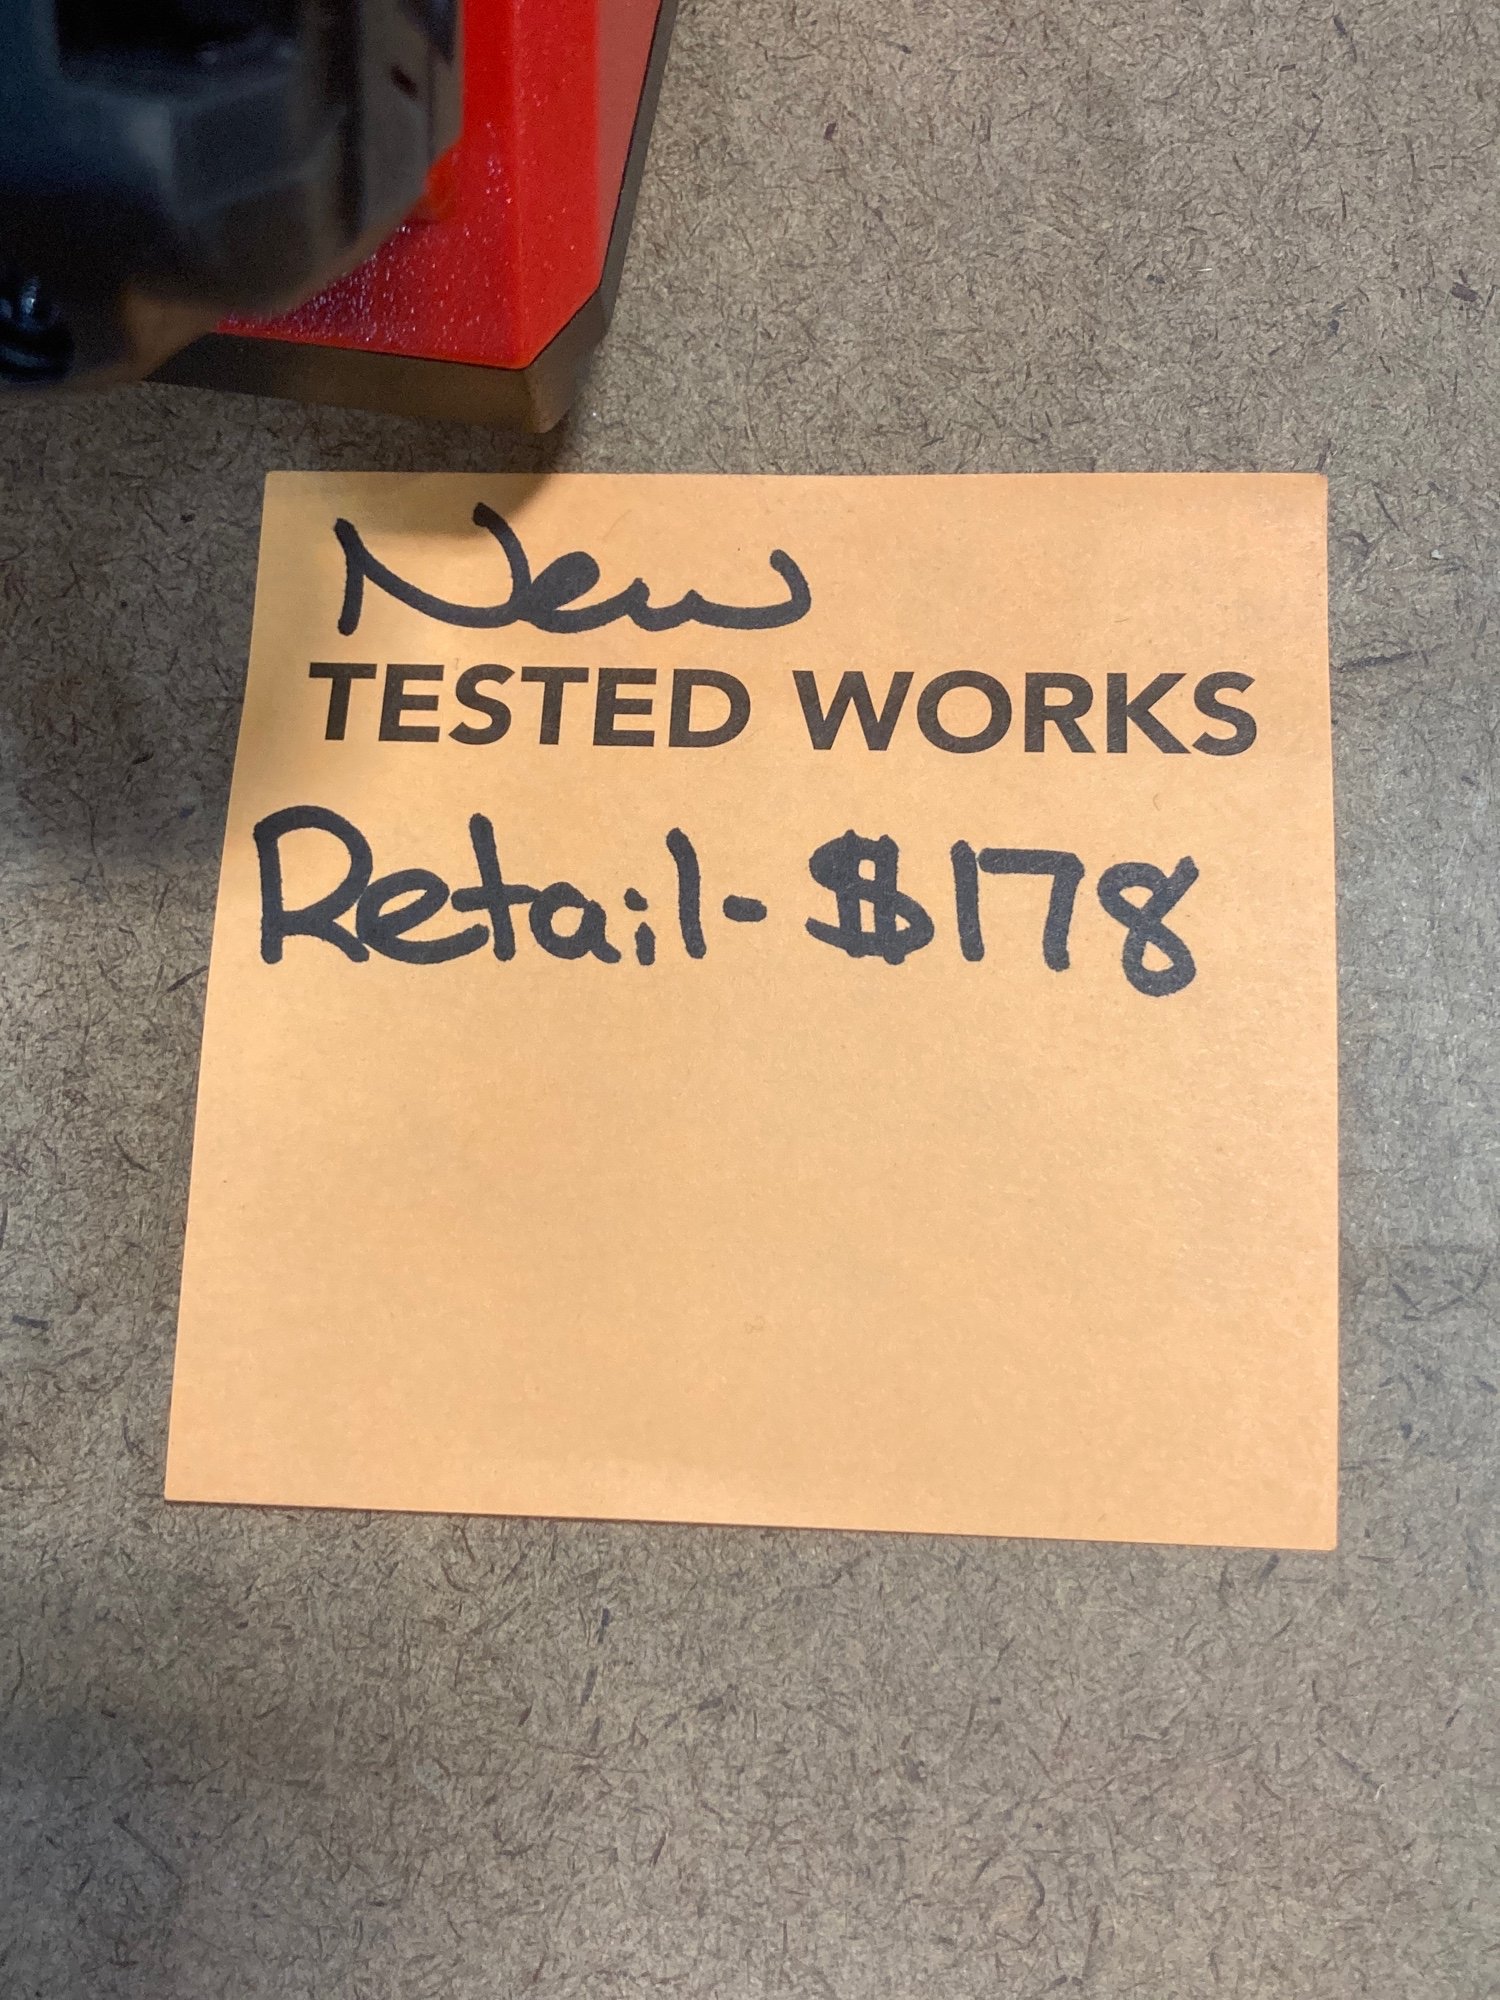 New
TESTED WORKS
Retail- $178